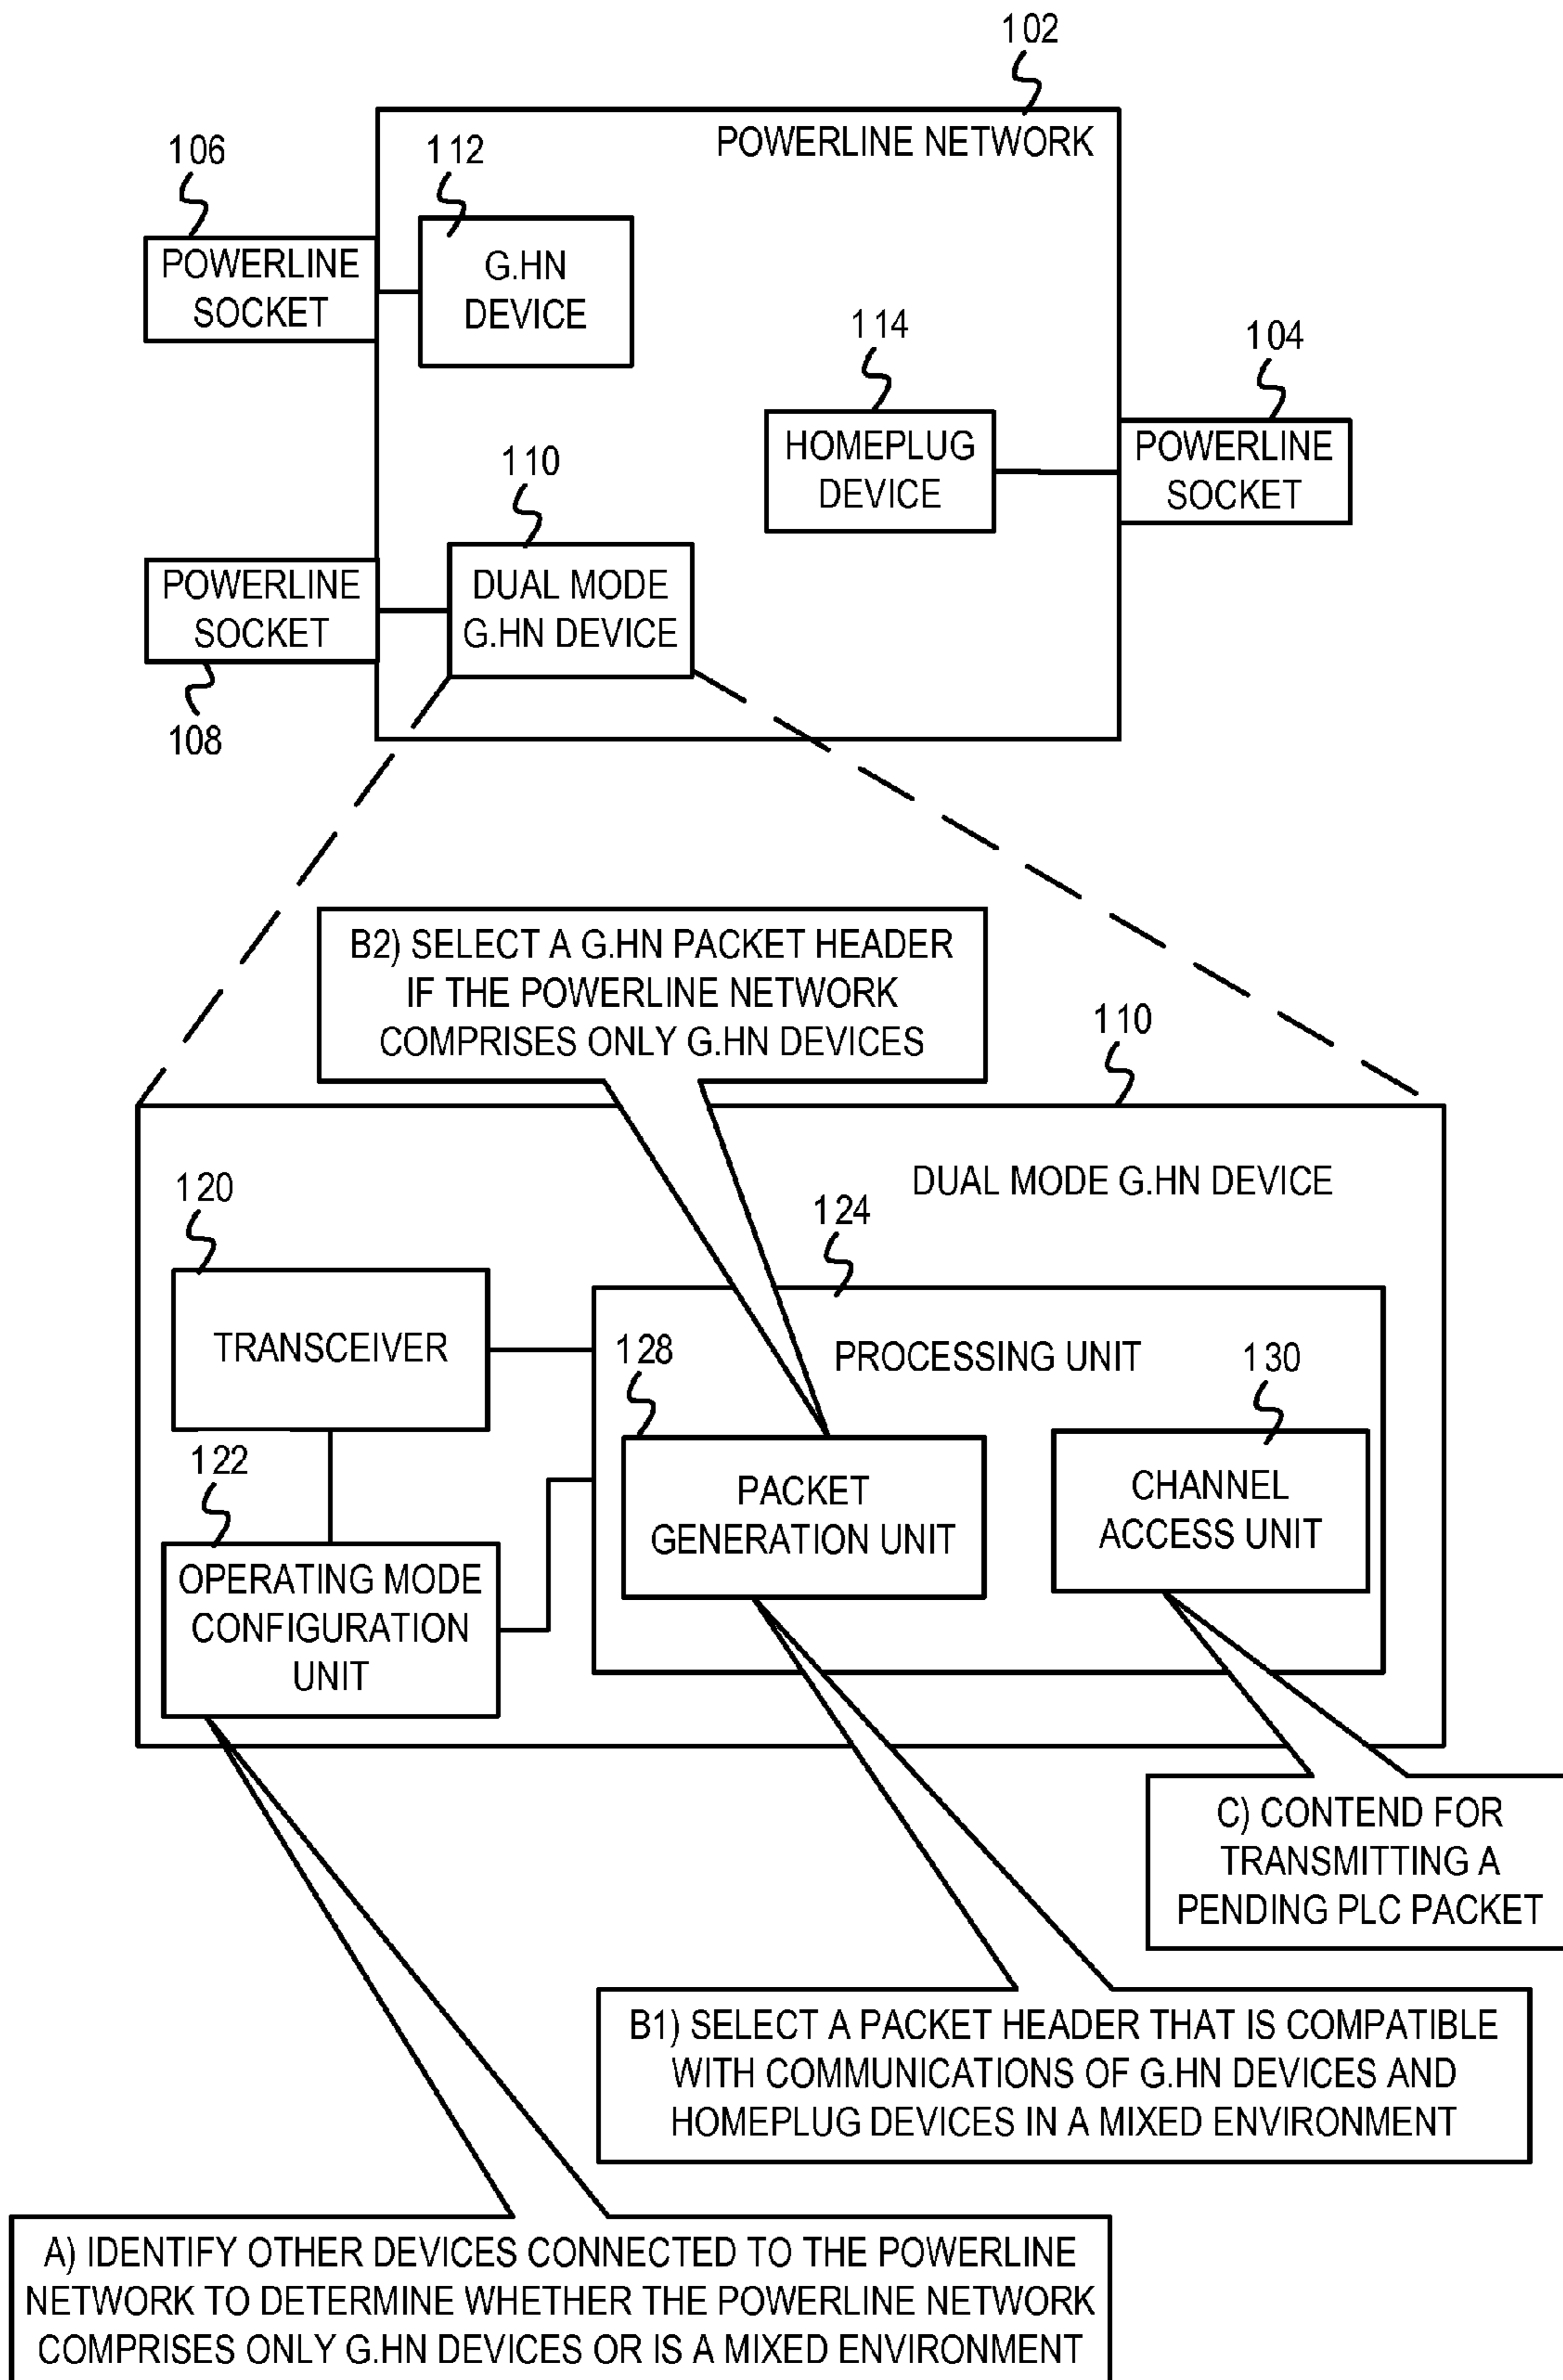 102
POWERLINE NETWORK
106
112
POWERLINE
SOCKET
G.HN
DEVICE
114
104
HOMEPLUG
DEVICE
POWERLINE
SOCKET
110
POWERLINE
SOCKET
DUAL MODE
G.HN DEVICE
108
B2) SELECT A G.HN PACKET HEADER
IF THE POWERLINE NETWORK
COMPRISES ONLY G.HN DEVICES
110
DUAL MODE G.HN DEVICE
120
124
TRANSCEIVER
PROCESSING UNIT
128
130
122
PACKET
GENERATION UNIT
CHANNEL
ACCESS UNIT
OPERATING MODE
CONFIGURATION
UNIT
C) CONTEND FOR
TRANSMITTING A
PENDING PLC PACKET
B1) SELECT A PACKET HEADER THAT IS COMPATIBLE
WITH COMMUNICATIONS OF G.HN DEVICES AND
HOMEPLUG DEVICES IN A MIXED ENVIRONMENT
A) IDENTIFY OTHER DEVICES CONNECTED TO THE POWERLINE
NETWORK TO DETERMINE WHETHER THE POWERLINE NETWORK
COMPRISES ONLY G.HN DEVICES OR IS A MIXED ENVIRONMENT